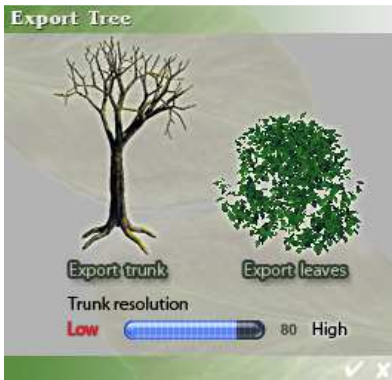 Export Tree
Export trunk
Export leaves
Trunk resolution
Low 80 High